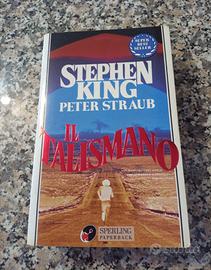 SUPER
BEST
SELLER
STEPHEN
KING
PETER STRAUB
IL
TALISMANO
SPERLING
PAPERBACK